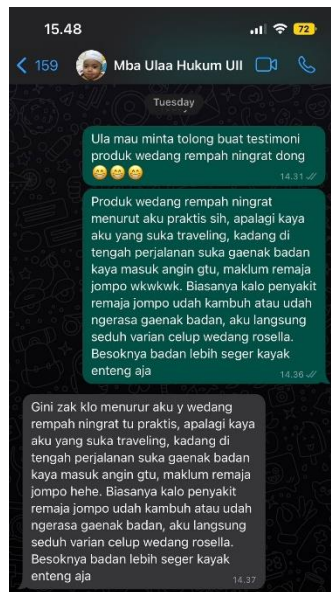 15.48
72
159
Mba Ulaa Hukum UII
Tuesday
Ula mau minta tolong buat testimoni
produk wedang rempah ningrat dong
😁😁😁
14.31
Produk wedang rempah ningrat
menurut aku praktis sih, apalagi kaya
aku yang suka traveling, kadang di
tengah perjalanan suka gaenak badan
kaya masuk angin gtu, maklum remaja
jompo wkwkwk. Biasanya kalo penyakit
remaja jompo udah kambuh atau udah
ngerasa gaenak badan, aku langsung
seduh varian celup wedang rosella.
Besoknya badan lebih seger kayak
enteng aja
14.36
Gini zak klo menurur aku y wedang
rempah ningrat tu praktis, apalagi kaya
aku yang suka traveling, kadang di
tengah perjalanan suka gaenak badan
kaya masuk angin gtu, maklum remaja
jompo hehe. Biasanya kalo penyakit
remaja jompo udah kambuh atau udah
ngerasa gaenak badan, aku langsung
seduh varian celup wedang rosella.
Besoknya badan lebih seger kayak
enteng aja
14.37